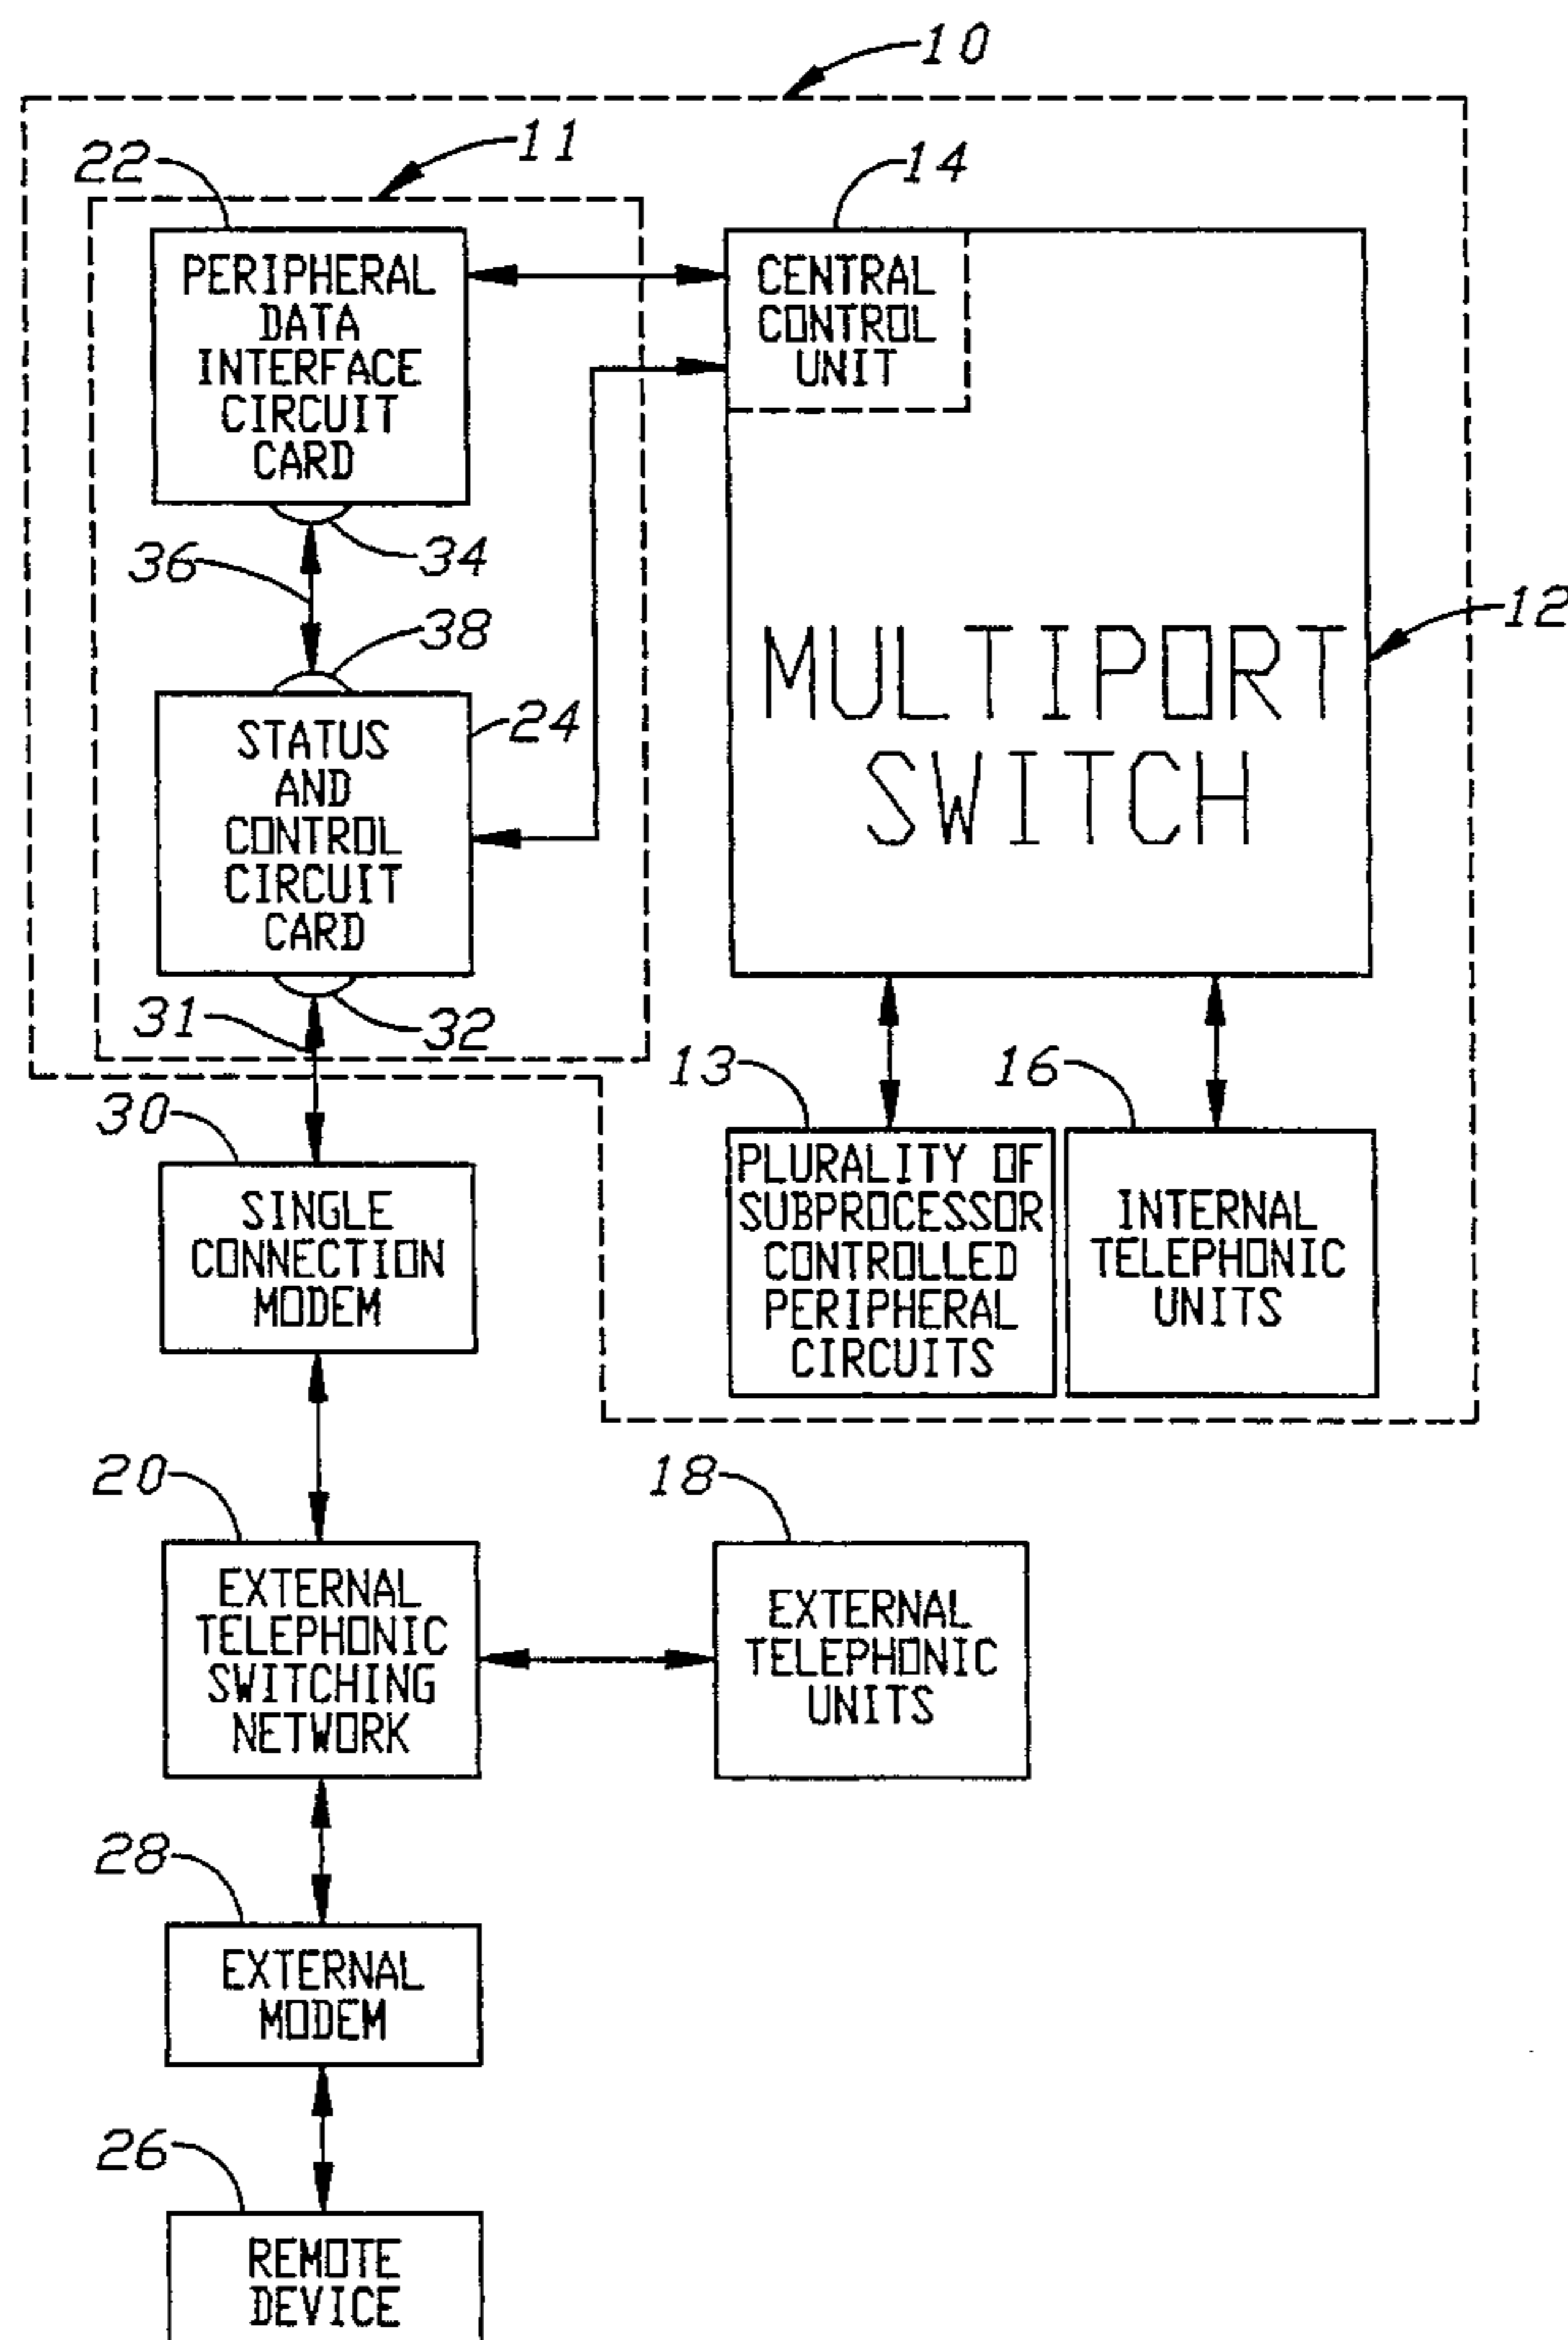 10
11
22
14
PERIPHERAL
DATA
INTERFACE
CIRCUIT
CARD
CENTRAL
CONTROL
UNIT
34
36
38
12
MULTIPORT
SWITCH
24
STATUS
AND
CONTROL
CIRCUIT
CARD
31
32
13
16
30
PLURALITY OF
SUBPROCESSOR
CONTROLLED
PERIPHERAL
CIRCUITS
INTERNAL
TELEPHONIC
UNITS
SINGLE
CONNECTION
MODEM
20
18
EXTERNAL
TELEPHONIC
SWITCHING
NETWORK
EXTERNAL
TELEPHONIC
UNITS
28
EXTERNAL
MODEM
26
REMOTE
DEVICE